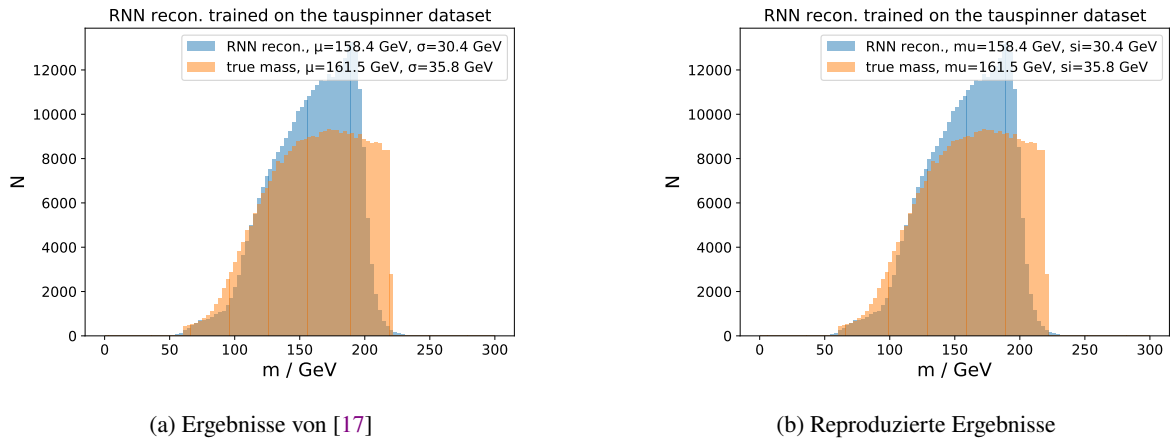 RNN recon. trained on the tauspinner dataset
RNN recon., μ=158.4 GeV, σ=30.4 GeV
true mass, μ=161.5 GeV, σ=35.8 GeV
N
12000
10000
8000
6000
4000
2000
0
0 50 100 150 200 250 300
m / GeV
(a) Ergebnisse von [17]
RNN recon. trained on the tauspinner dataset
RNN recon., mu=158.4 GeV, si=30.4 GeV
true mass, mu=161.5 GeV, si=35.8 GeV
N
12000
10000
8000
6000
4000
2000
0
0 50 100 150 200 250 300
m / GeV
(b) Reproduzierte Ergebnisse